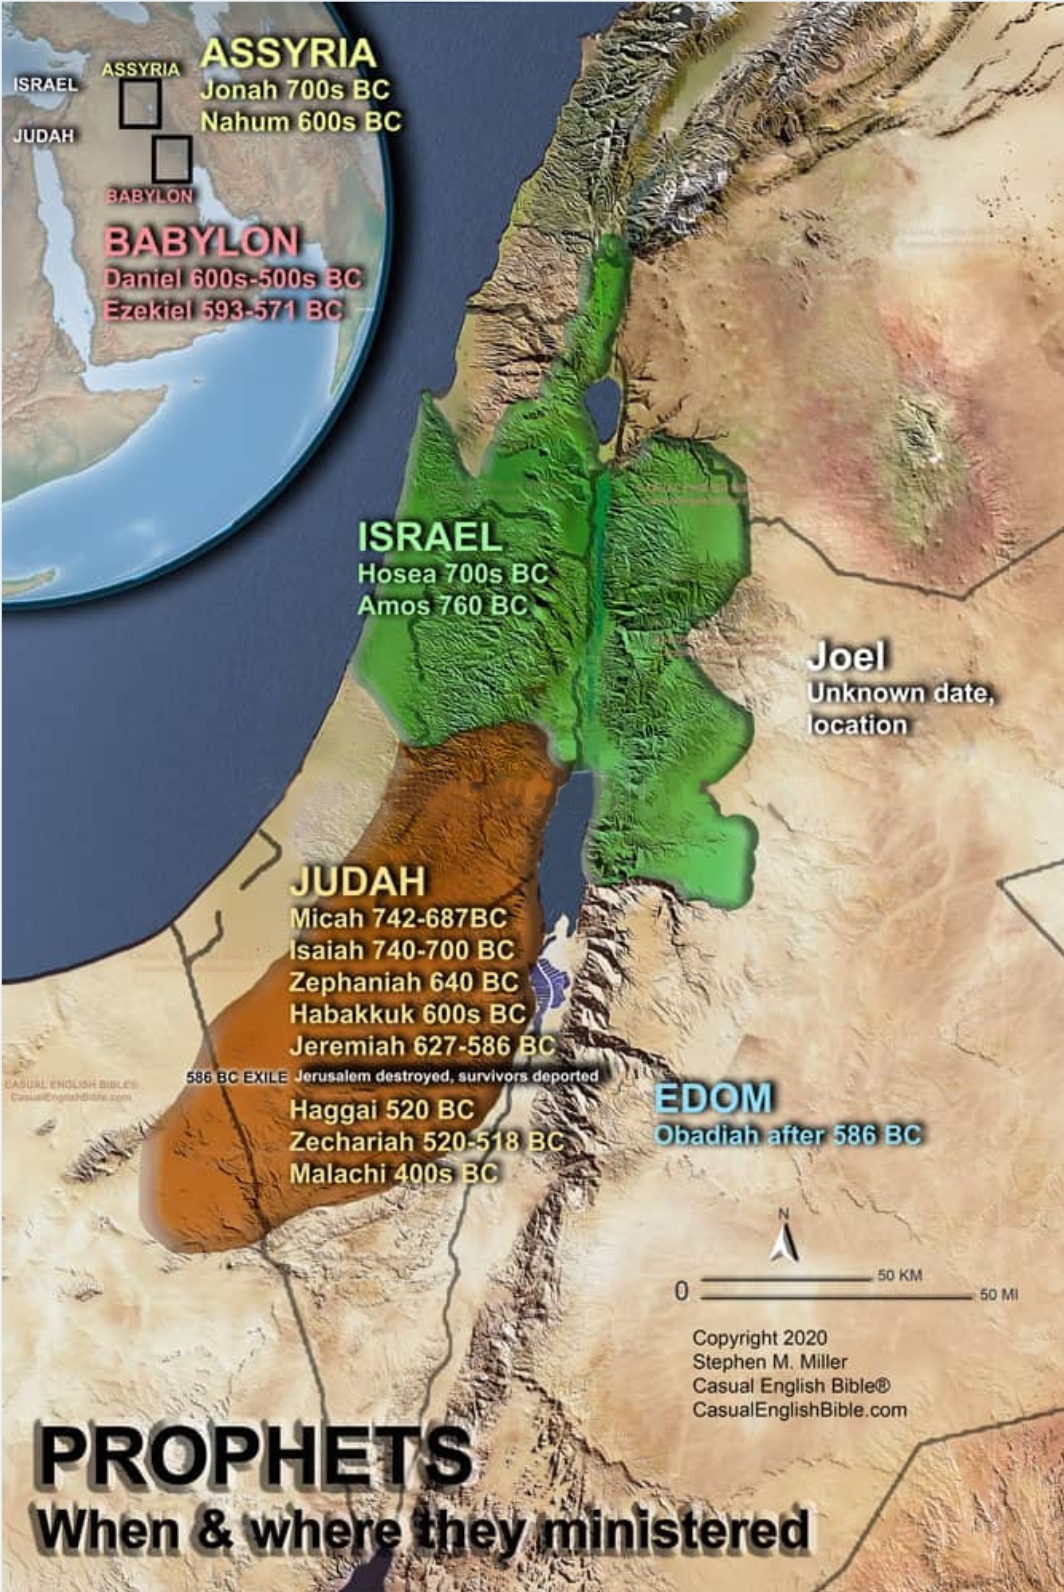 ISRAEL
JUDAH
ASSYRIA
BABYLON
ASSYRIA
Jonah 700s BC
Nahum 600s BC
BABYLON
Daniel 600s-500s BC
Ezekiel 593-571 BC
ISRAEL
Hosea 700s BC
Amos 760 BC
Joel
Unknown date,
location
JUDAH
Micah 742-687BC
Isaiah 740-700 BC
Zephaniah 640 BC
Habakkuk 600s BC
Jeremiah 627-586 BC
586 BC EXILE Jerusalem destroyed, survivors deported
Haggai 520 BC
Zechariah 520-518 BC
Malachi 400s BC
CASUAL ENGLISH BIBLE®
CasualEnglishBible.com
EDOM
Obadiah after 586 BC
N
0
50 KM
50 MI
Copyright 2020
Stephen M. Miller
Casual English Bible®
CasualEnglishBible.com
PROPHETS
When & where they ministered